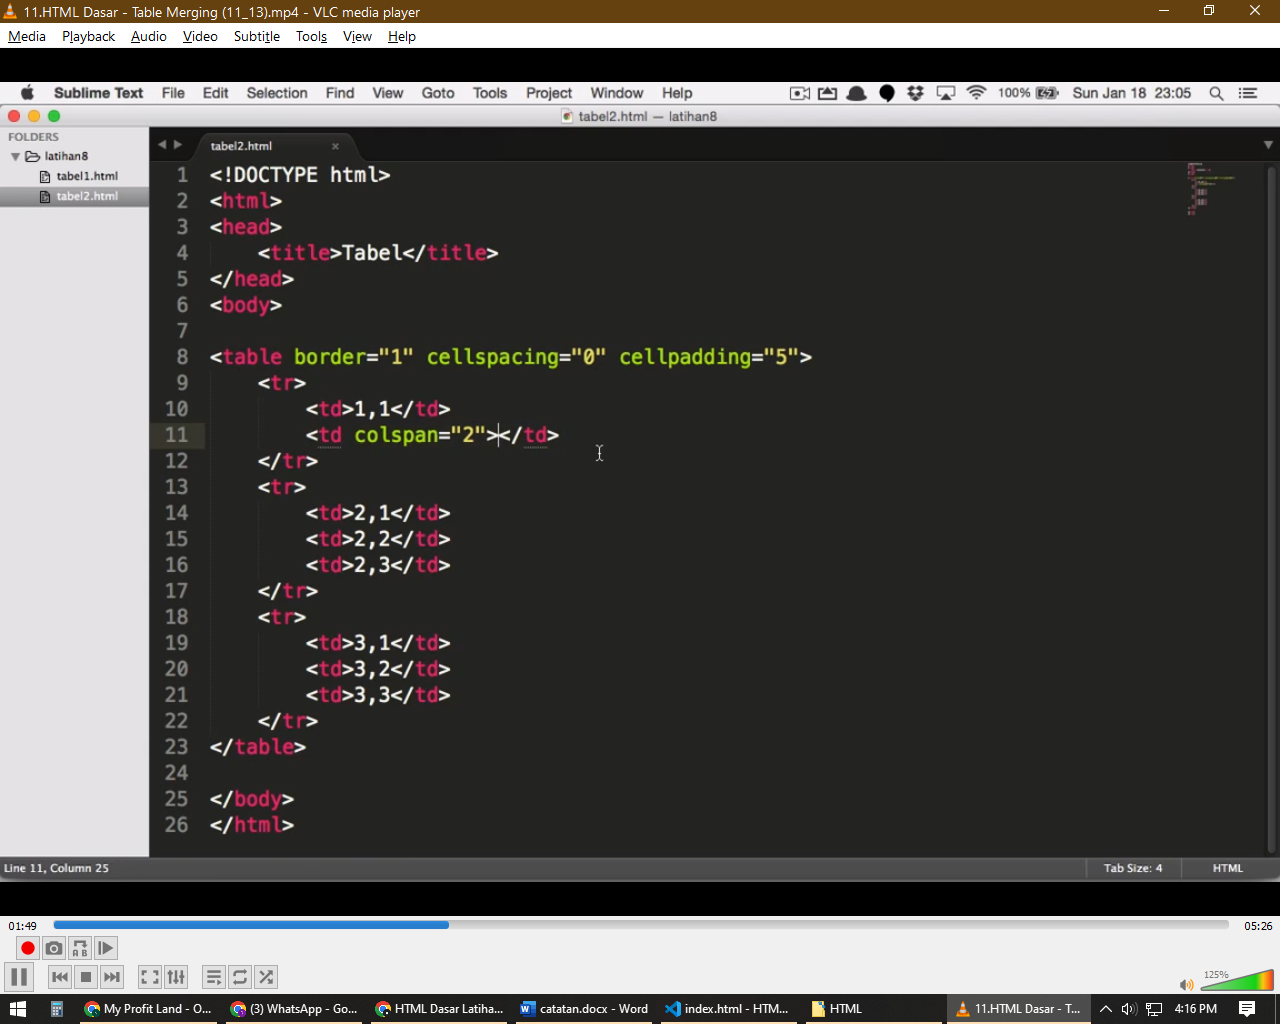 11.HTML Dasar - Table Merging (11_13).mp4 - VLC media player
Media Playback Audio Video Subtitle Tools View Help
Sublime Text File Edit Selection Find View Goto Tools Project Window Help 100% Sun Jan 18 23:05
tabel2.html — latihan8
FOLDERS
latihan8
tabel1.html
tabel2.html
tabel2.html ×
1 <!DOCTYPE html>
2 <html>
3 <head>
4 <title>Tabel</title>
5 </head>
6 <body>
7
8 <table border="1" cellspacing="0" cellpadding="5">
9 <tr>
10 <td>1,1</td>
11 <td colspan="2"></td>
12 </tr>
13 <tr>
14 <td>2,1</td>
15 <td>2,2</td>
16 <td>2,3</td>
17 </tr>
18 <tr>
19 <td>3,1</td>
20 <td>3,2</td>
21 <td>3,3</td>
22 </tr>
23 </table>
24
25 </body>
26 </html>
Line 11, Column 25 Tab Size: 4 HTML
01:49 05:26
A B
125%
My Profit Land - O... (3) WhatsApp - Go... HTML Dasar Latiha... catatan.docx - Word index.html - HTM... HTML 11.HTML Dasar - T... 4:16 PM